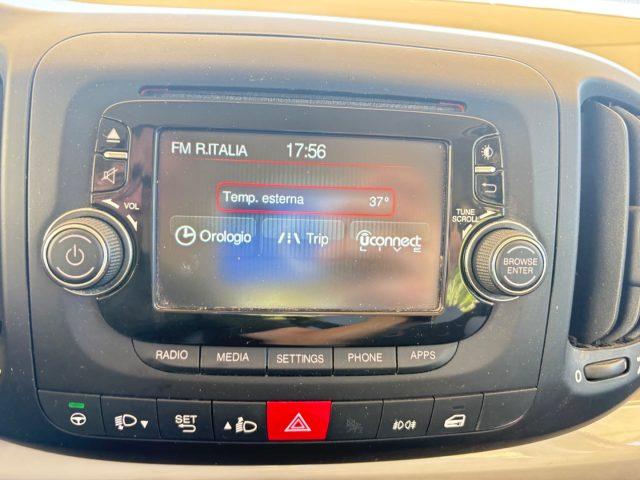 FM R.ITALIA 17:56
Temp. esterna 37°
Orologio Trip uconnect
LIVE
VOL
TUNE
SCROLL
BROWSE
ENTER
RADIO MEDIA SETTINGS PHONE APPS
0
SET